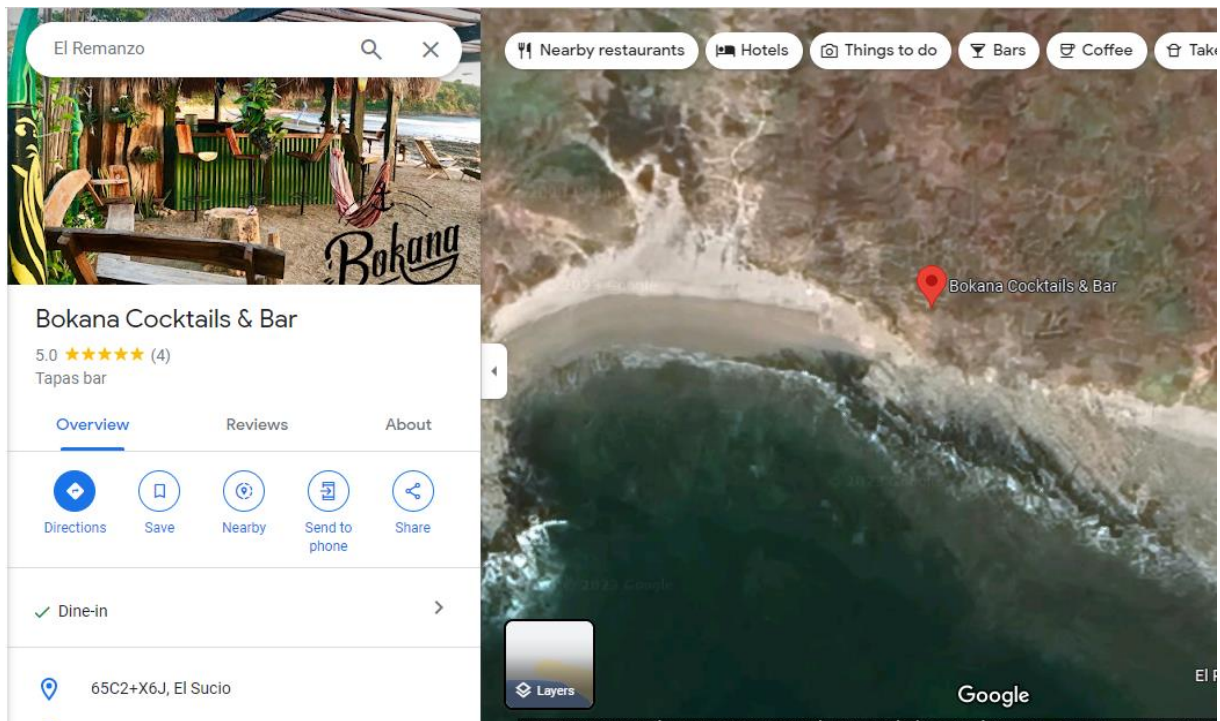 El Remanzo
Nearby restaurants
Hotels
Things to do
Bars
Coffee
Take
Bokana
Bokana Cocktails & Bar
5.0 ★★★★★ (4)
Tapas bar
Overview
Reviews
About
Directions
Save
Nearby
Send to
phone
Share
Dine-in
65C2+X6J, El Sucio
Bokana Cocktails & Bar
Layers
Google
El